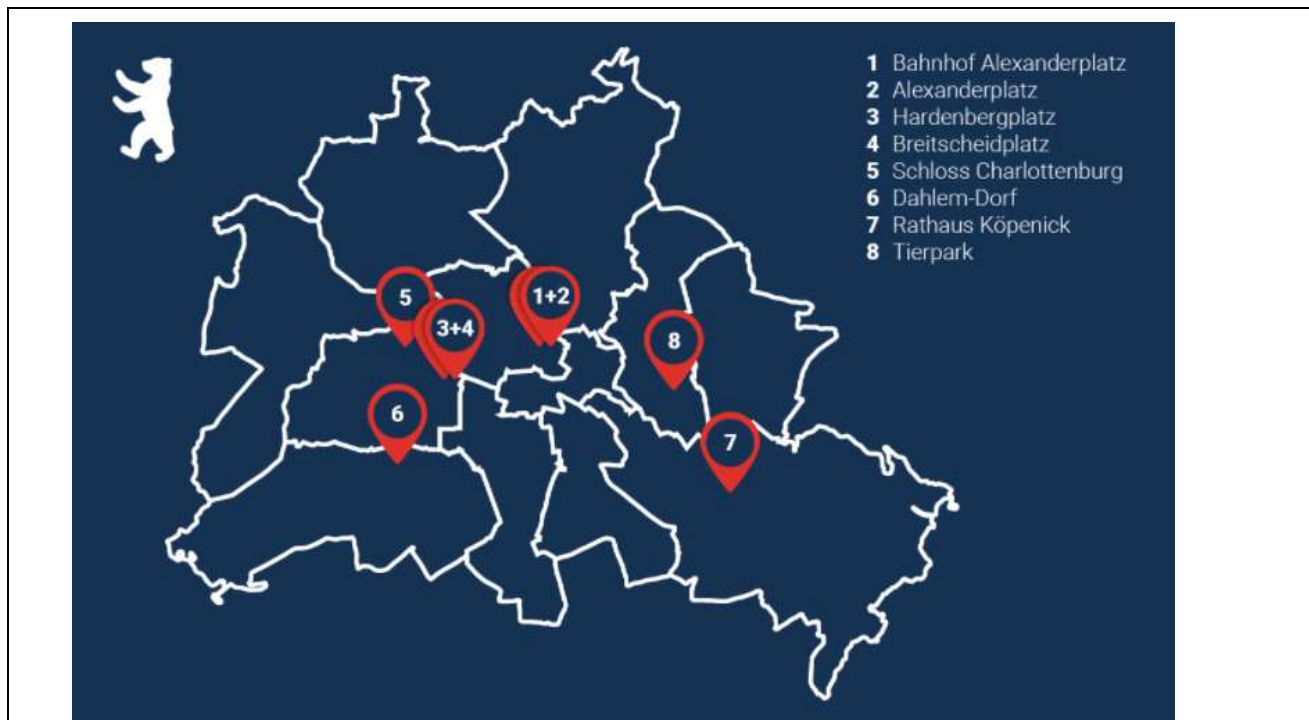 1 Bahnhof Alexanderplatz
2 Alexanderplatz
3 Hardenbergplatz
4 Breitscheidplatz
5 Schloss Charlottenburg
6 Dahlem-Dorf
7 Rathaus Köpenick
8 Tierpark
5
1+2
3+4
8
6
7